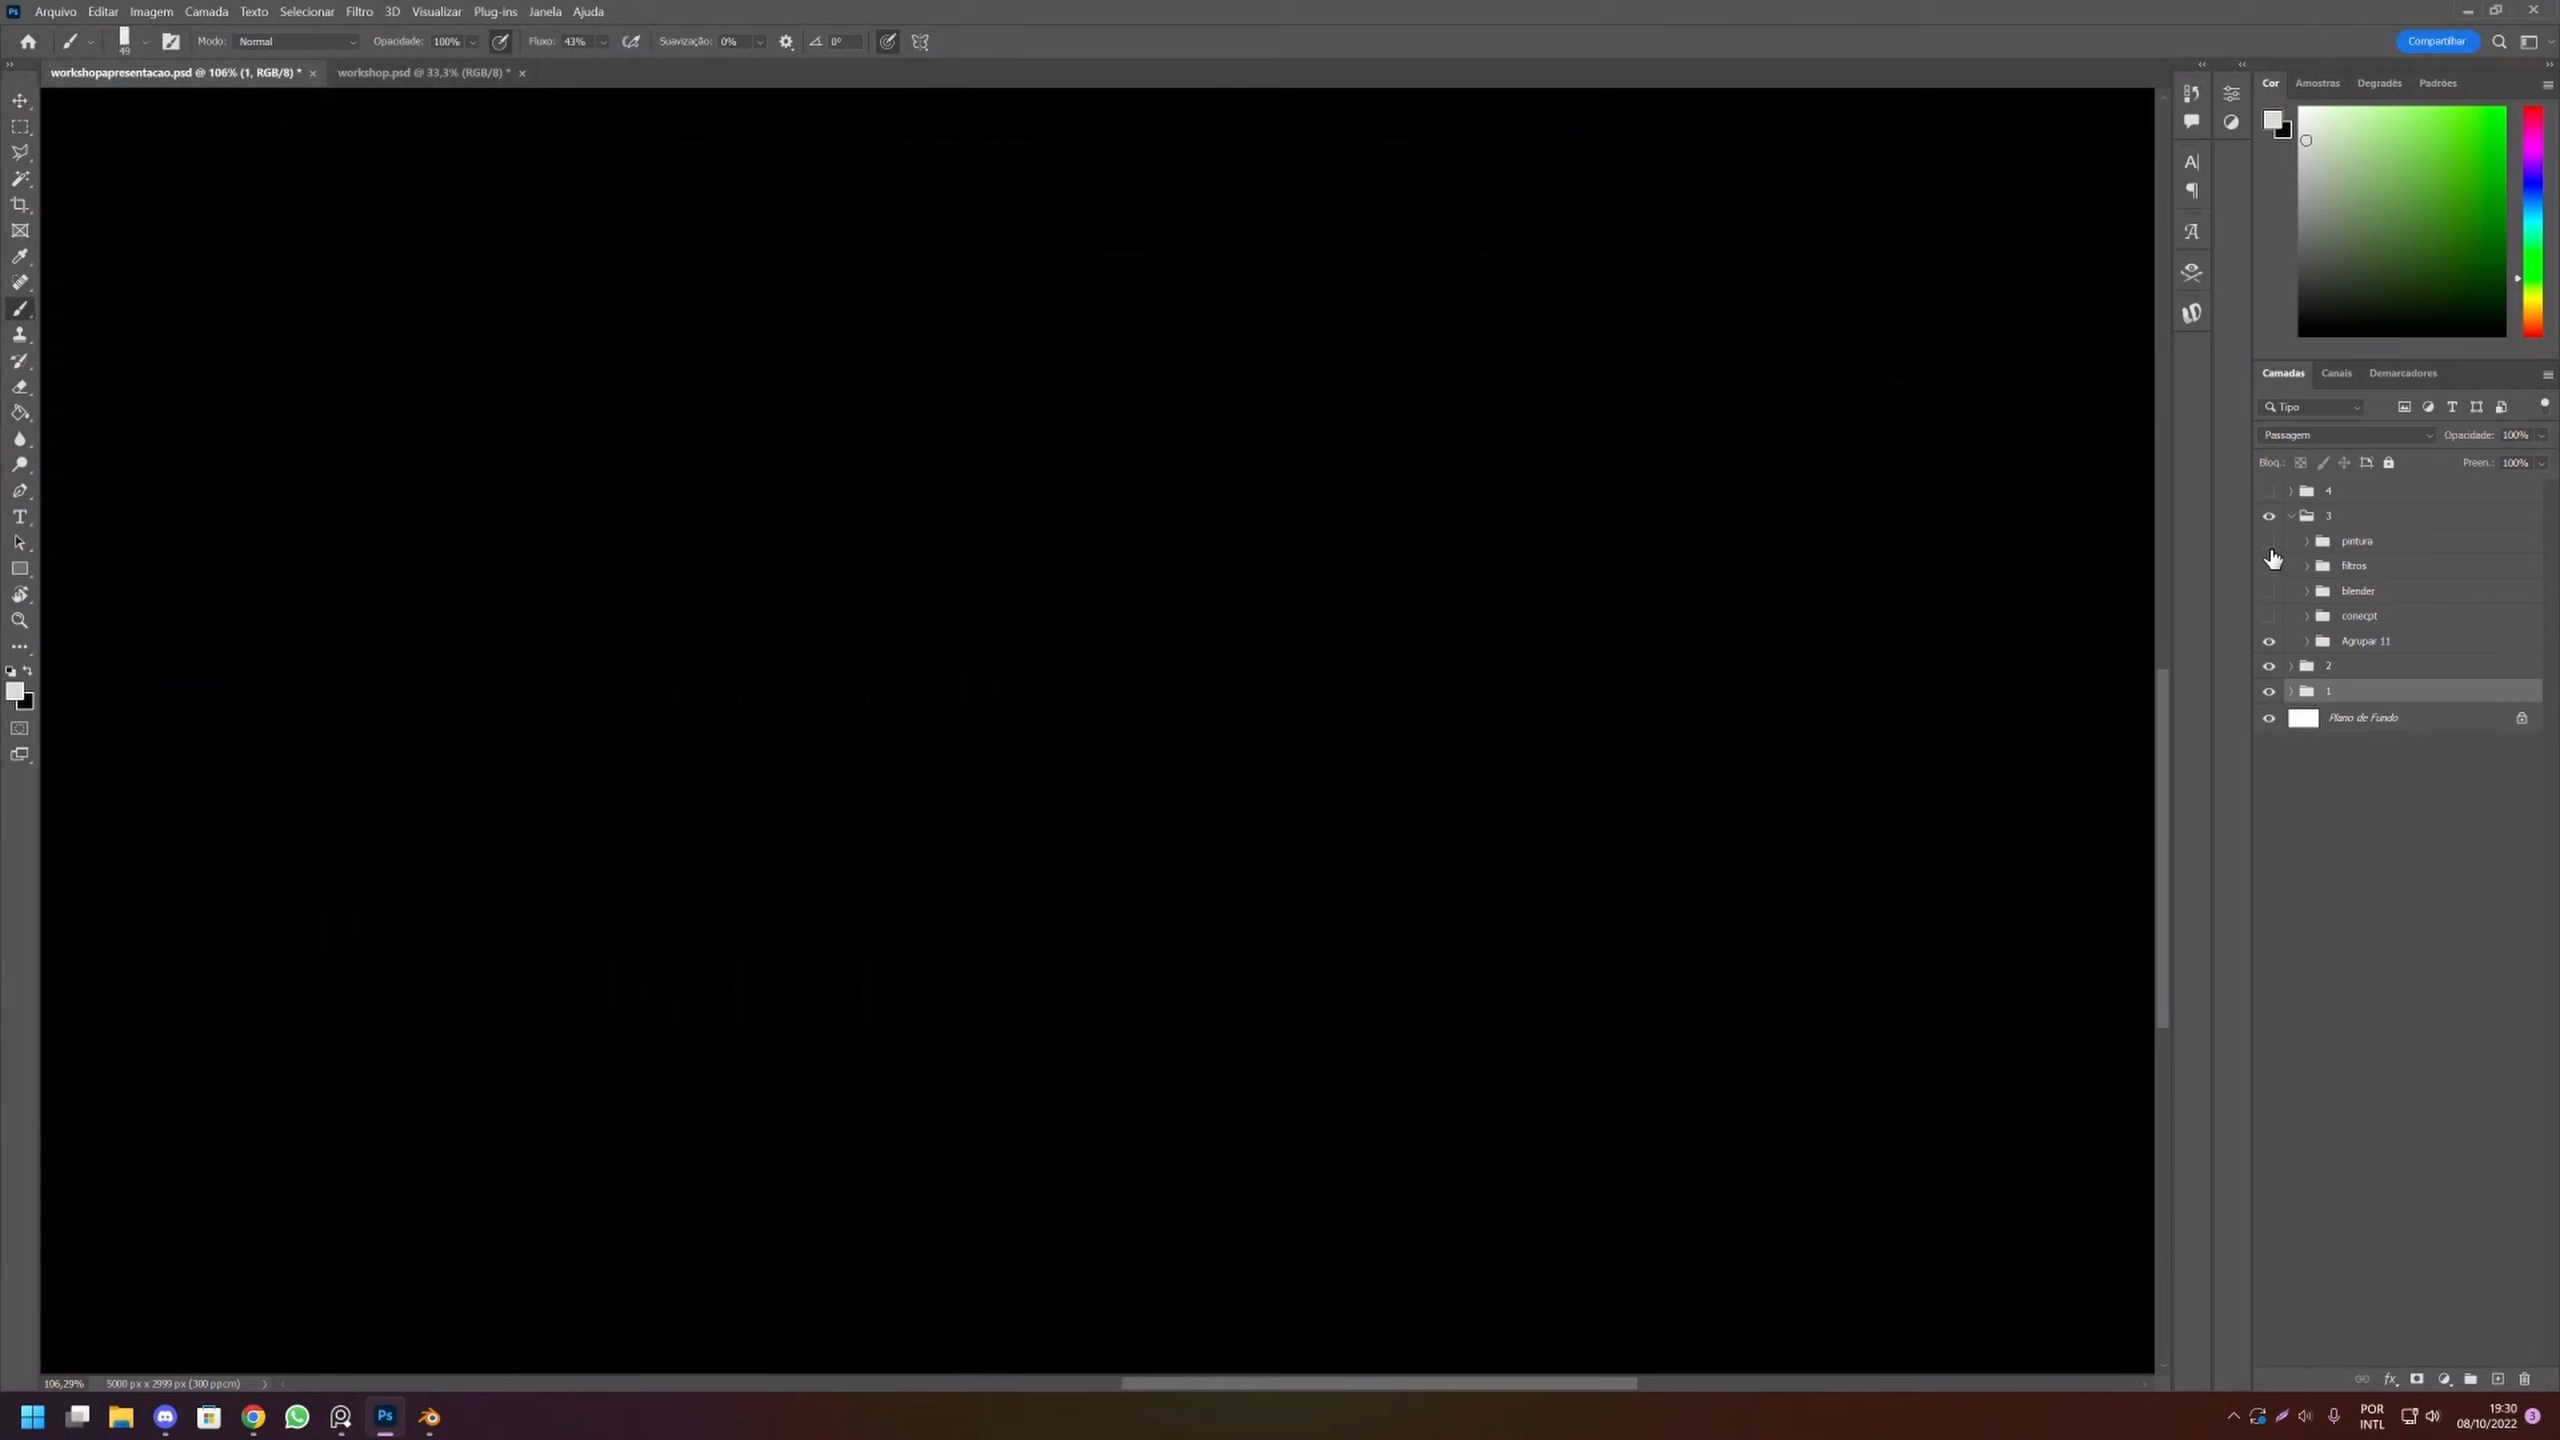 Ps Arquivo Editar Imagem Camada Texto Selecionar Filtro 3D Visualizar Plug-ins Janela Ajuda
49 Modo: Normal Opacidade: 100% Fluxo: 43% Suavização: 0% 0° Compartilhar
workshopapresentacao.psd @ 106% (1, RGB/8) * × workshop.psd @ 33,3% (RGB/8) * ×
Cor Amostras Degradês Padrões
Camadas Canais Demarcadores
Tipo
Passagem Opacidade: 100%
Bloq.: Preen.: 100%
4
3
pintura
filtros
blender
conecpt
Agrupar 11
2
1
Plano de Fundo
106,29% 5000 px x 2999 px (300 ppcm)
Ps
POR
INTL
19:30
08/10/2022
3